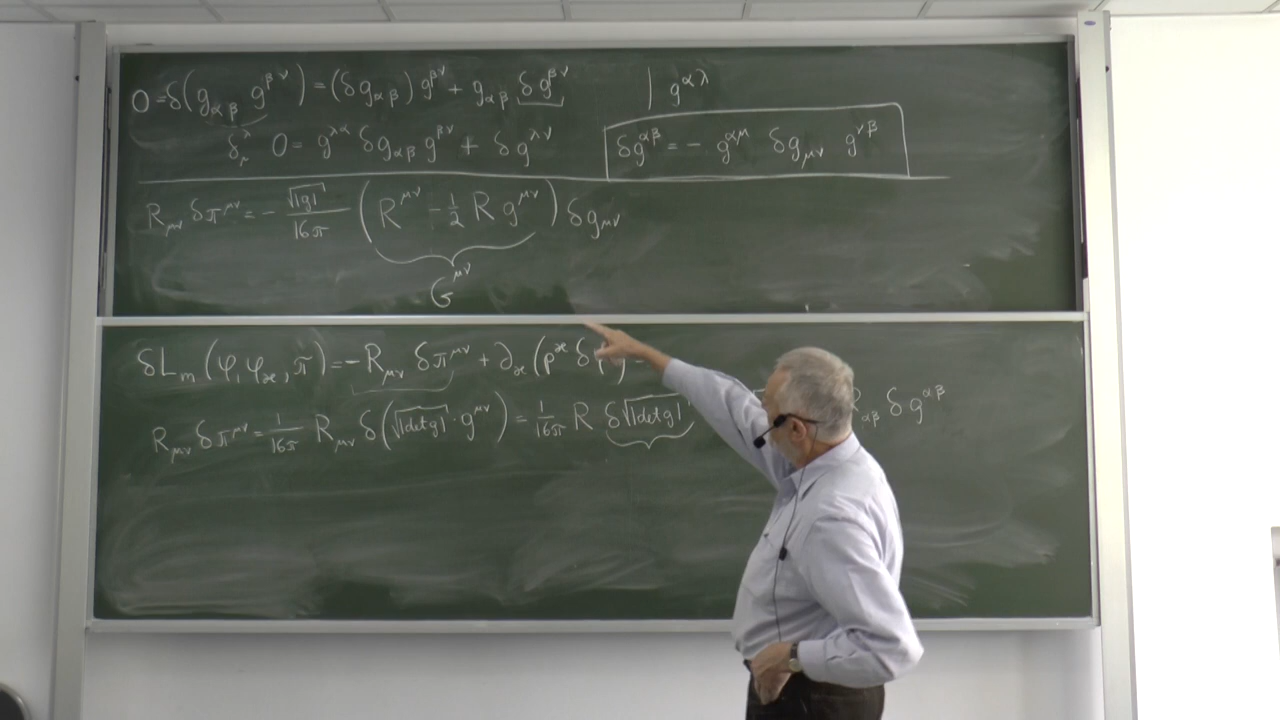 0 = δ(g_{αβ} g^{βν}) = (δg_{αβ}) g^{βν} + g_{αβ} δg^{βν} | g^{αλ}
δ^λ_μ 0 = g^{λα} δg_{αβ} g^{βν} + δg^{λν} δg^{αβ} = - g^{αμ} δg_{μν} g^{νβ}
R_{μν} δπ^{μν} = - √|g| / 16π (R^{μν} - 1/2 R g^{μν}) δg_{μν}
G^{μν}
δL_m(φ, φ_ϰ, π) = -R_{μν} δπ^{μν} + ∂_ϰ(p^ϰ δ
R_{μν} δπ^{μν} = 1/16π R_{μν} δ(√|det g| · g^{μν}) = 1/16π R δ√|det g| R_{αβ} δg^{αβ}